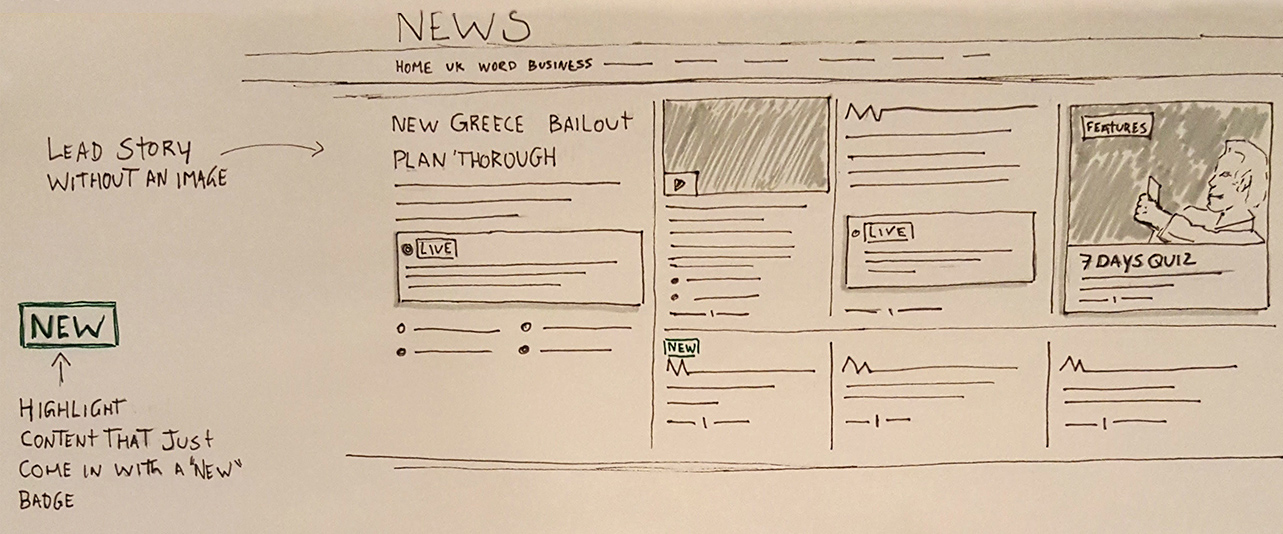 NEWS
HOME UK WORD BUSINESS
LEAD STORY
WITHOUT AN IMAGE
NEW GREECE BAILOUT
PLAN 'THOROUGH
LIVE
LIVE
FEATURES
7 DAYS QUIZ
NEW
NEW
HIGHLIGHT
CONTENT THAT JUST
COME IN WITH A "NEW"
BADGE